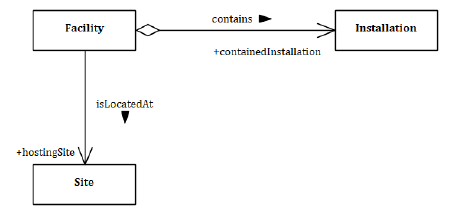 contains
Facility
Installation
+containedInstallation
isLocatedAt
+hostingSite
Site